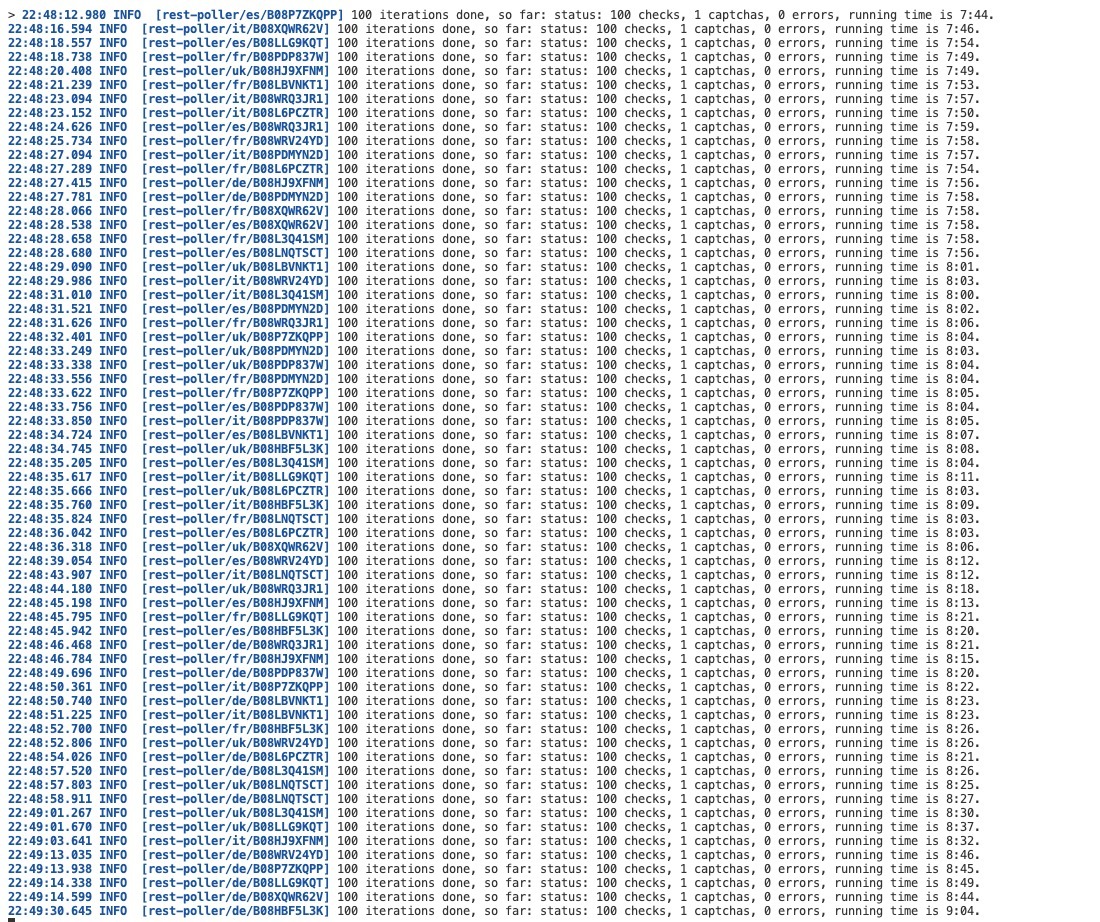 > 22:48:12.980 INFO  [rest-poller/es/B08P7ZKQPP] 100 iterations done, so far: status: 100 checks, 1 captchas, 0 errors, running time is 7:44.
22:48:16.594 INFO  [rest-poller/it/B08XQWR62V] 100 iterations done, so far: status: 100 checks, 1 captchas, 0 errors, running time is 7:46.
22:48:18.557 INFO  [rest-poller/es/B08LLG9KQT] 100 iterations done, so far: status: 100 checks, 1 captchas, 0 errors, running time is 7:54.
22:48:18.738 INFO  [rest-poller/fr/B08PDP837W] 100 iterations done, so far: status: 100 checks, 1 captchas, 0 errors, running time is 7:49.
22:48:20.408 INFO  [rest-poller/uk/B08HJ9XFNM] 100 iterations done, so far: status: 100 checks, 1 captchas, 0 errors, running time is 7:49.
22:48:21.239 INFO  [rest-poller/fr/B08LBVNKT1] 100 iterations done, so far: status: 100 checks, 1 captchas, 0 errors, running time is 7:53.
22:48:23.094 INFO  [rest-poller/it/B08WRQ3JR1] 100 iterations done, so far: status: 100 checks, 1 captchas, 0 errors, running time is 7:57.
22:48:23.152 INFO  [rest-poller/it/B08L6PCZTR] 100 iterations done, so far: status: 100 checks, 1 captchas, 0 errors, running time is 7:50.
22:48:24.626 INFO  [rest-poller/es/B08WRQ3JR1] 100 iterations done, so far: status: 100 checks, 1 captchas, 0 errors, running time is 7:59.
22:48:25.734 INFO  [rest-poller/fr/B08WRV24YD] 100 iterations done, so far: status: 100 checks, 1 captchas, 0 errors, running time is 7:58.
22:48:27.094 INFO  [rest-poller/it/B08PDMYN2D] 100 iterations done, so far: status: 100 checks, 1 captchas, 0 errors, running time is 7:57.
22:48:27.289 INFO  [rest-poller/fr/B08L6PCZTR] 100 iterations done, so far: status: 100 checks, 1 captchas, 0 errors, running time is 7:54.
22:48:27.415 INFO  [rest-poller/de/B08HJ9XFNM] 100 iterations done, so far: status: 100 checks, 1 captchas, 0 errors, running time is 7:56.
22:48:27.781 INFO  [rest-poller/de/B08PDMYN2D] 100 iterations done, so far: status: 100 checks, 1 captchas, 0 errors, running time is 7:58.
22:48:28.066 INFO  [rest-poller/fr/B08XQWR62V] 100 iterations done, so far: status: 100 checks, 1 captchas, 0 errors, running time is 7:58.
22:48:28.538 INFO  [rest-poller/es/B08XQWR62V] 100 iterations done, so far: status: 100 checks, 1 captchas, 0 errors, running time is 7:58.
22:48:28.658 INFO  [rest-poller/fr/B08L3Q41SM] 100 iterations done, so far: status: 100 checks, 1 captchas, 0 errors, running time is 7:58.
22:48:28.680 INFO  [rest-poller/es/B08LNQTSCT] 100 iterations done, so far: status: 100 checks, 1 captchas, 0 errors, running time is 7:56.
22:48:29.090 INFO  [rest-poller/uk/B08LBVNKT1] 100 iterations done, so far: status: 100 checks, 1 captchas, 0 errors, running time is 8:01.
22:48:29.986 INFO  [rest-poller/it/B08WRV24YD] 100 iterations done, so far: status: 100 checks, 1 captchas, 0 errors, running time is 8:03.
22:48:31.010 INFO  [rest-poller/it/B08L3Q41SM] 100 iterations done, so far: status: 100 checks, 1 captchas, 0 errors, running time is 8:00.
22:48:31.521 INFO  [rest-poller/es/B08PDMYN2D] 100 iterations done, so far: status: 100 checks, 1 captchas, 0 errors, running time is 8:02.
22:48:31.626 INFO  [rest-poller/fr/B08WRQ3JR1] 100 iterations done, so far: status: 100 checks, 1 captchas, 0 errors, running time is 8:06.
22:48:32.401 INFO  [rest-poller/uk/B08P7ZKQPP] 100 iterations done, so far: status: 100 checks, 1 captchas, 0 errors, running time is 8:04.
22:48:33.249 INFO  [rest-poller/uk/B08PDMYN2D] 100 iterations done, so far: status: 100 checks, 1 captchas, 0 errors, running time is 8:03.
22:48:33.338 INFO  [rest-poller/uk/B08PDP837W] 100 iterations done, so far: status: 100 checks, 1 captchas, 0 errors, running time is 8:04.
22:48:33.556 INFO  [rest-poller/fr/B08PDMYN2D] 100 iterations done, so far: status: 100 checks, 1 captchas, 0 errors, running time is 8:04.
22:48:33.622 INFO  [rest-poller/fr/B08P7ZKQPP] 100 iterations done, so far: status: 100 checks, 1 captchas, 0 errors, running time is 8:05.
22:48:33.756 INFO  [rest-poller/es/B08PDP837W] 100 iterations done, so far: status: 100 checks, 1 captchas, 0 errors, running time is 8:04.
22:48:33.850 INFO  [rest-poller/it/B08PDP837W] 100 iterations done, so far: status: 100 checks, 1 captchas, 0 errors, running time is 8:05.
22:48:34.724 INFO  [rest-poller/es/B08LBVNKT1] 100 iterations done, so far: status: 100 checks, 1 captchas, 0 errors, running time is 8:07.
22:48:34.745 INFO  [rest-poller/uk/B08HBF5L3K] 100 iterations done, so far: status: 100 checks, 1 captchas, 0 errors, running time is 8:08.
22:48:35.205 INFO  [rest-poller/es/B08L3Q41SM] 100 iterations done, so far: status: 100 checks, 1 captchas, 0 errors, running time is 8:04.
22:48:35.617 INFO  [rest-poller/it/B08LLG9KQT] 100 iterations done, so far: status: 100 checks, 1 captchas, 0 errors, running time is 8:11.
22:48:35.666 INFO  [rest-poller/uk/B08L6PCZTR] 100 iterations done, so far: status: 100 checks, 1 captchas, 0 errors, running time is 8:03.
22:48:35.760 INFO  [rest-poller/it/B08HBF5L3K] 100 iterations done, so far: status: 100 checks, 1 captchas, 0 errors, running time is 8:09.
22:48:35.824 INFO  [rest-poller/fr/B08LNQTSCT] 100 iterations done, so far: status: 100 checks, 1 captchas, 0 errors, running time is 8:03.
22:48:36.042 INFO  [rest-poller/es/B08L6PCZTR] 100 iterations done, so far: status: 100 checks, 1 captchas, 0 errors, running time is 8:03.
22:48:36.318 INFO  [rest-poller/uk/B08XQWR62V] 100 iterations done, so far: status: 100 checks, 1 captchas, 0 errors, running time is 8:06.
22:48:39.054 INFO  [rest-poller/es/B08WRV24YD] 100 iterations done, so far: status: 100 checks, 1 captchas, 0 errors, running time is 8:12.
22:48:43.907 INFO  [rest-poller/it/B08LNQTSCT] 100 iterations done, so far: status: 100 checks, 1 captchas, 0 errors, running time is 8:12.
22:48:44.180 INFO  [rest-poller/uk/B08WRQ3JR1] 100 iterations done, so far: status: 100 checks, 1 captchas, 0 errors, running time is 8:18.
22:48:45.198 INFO  [rest-poller/es/B08HJ9XFNM] 100 iterations done, so far: status: 100 checks, 1 captchas, 0 errors, running time is 8:13.
22:48:45.795 INFO  [rest-poller/fr/B08LLG9KQT] 100 iterations done, so far: status: 100 checks, 1 captchas, 0 errors, running time is 8:21.
22:48:45.942 INFO  [rest-poller/es/B08HBF5L3K] 100 iterations done, so far: status: 100 checks, 1 captchas, 0 errors, running time is 8:20.
22:48:46.468 INFO  [rest-poller/de/B08WRQ3JR1] 100 iterations done, so far: status: 100 checks, 1 captchas, 0 errors, running time is 8:21.
22:48:46.784 INFO  [rest-poller/fr/B08HJ9XFNM] 100 iterations done, so far: status: 100 checks, 1 captchas, 0 errors, running time is 8:15.
22:48:49.696 INFO  [rest-poller/de/B08PDP837W] 100 iterations done, so far: status: 100 checks, 1 captchas, 0 errors, running time is 8:20.
22:48:50.361 INFO  [rest-poller/it/B08P7ZKQPP] 100 iterations done, so far: status: 100 checks, 1 captchas, 0 errors, running time is 8:22.
22:48:50.740 INFO  [rest-poller/de/B08LBVNKT1] 100 iterations done, so far: status: 100 checks, 1 captchas, 0 errors, running time is 8:23.
22:48:51.225 INFO  [rest-poller/it/B08LBVNKT1] 100 iterations done, so far: status: 100 checks, 1 captchas, 0 errors, running time is 8:23.
22:48:52.700 INFO  [rest-poller/fr/B08HBF5L3K] 100 iterations done, so far: status: 100 checks, 1 captchas, 0 errors, running time is 8:26.
22:48:52.806 INFO  [rest-poller/uk/B08WRV24YD] 100 iterations done, so far: status: 100 checks, 1 captchas, 0 errors, running time is 8:26.
22:48:54.026 INFO  [rest-poller/de/B08L6PCZTR] 100 iterations done, so far: status: 100 checks, 1 captchas, 0 errors, running time is 8:21.
22:48:57.520 INFO  [rest-poller/de/B08L3Q41SM] 100 iterations done, so far: status: 100 checks, 1 captchas, 0 errors, running time is 8:26.
22:48:57.803 INFO  [rest-poller/uk/B08LNQTSCT] 100 iterations done, so far: status: 100 checks, 1 captchas, 0 errors, running time is 8:25.
22:48:58.911 INFO  [rest-poller/de/B08LNQTSCT] 100 iterations done, so far: status: 100 checks, 1 captchas, 0 errors, running time is 8:27.
22:49:01.267 INFO  [rest-poller/uk/B08L3Q41SM] 100 iterations done, so far: status: 100 checks, 1 captchas, 0 errors, running time is 8:30.
22:49:01.670 INFO  [rest-poller/uk/B08LLG9KQT] 100 iterations done, so far: status: 100 checks, 1 captchas, 0 errors, running time is 8:37.
22:49:03.641 INFO  [rest-poller/it/B08HJ9XFNM] 100 iterations done, so far: status: 100 checks, 1 captchas, 0 errors, running time is 8:32.
22:49:13.035 INFO  [rest-poller/de/B08WRV24YD] 100 iterations done, so far: status: 100 checks, 1 captchas, 0 errors, running time is 8:46.
22:49:13.938 INFO  [rest-poller/de/B08P7ZKQPP] 100 iterations done, so far: status: 100 checks, 1 captchas, 0 errors, running time is 8:45.
22:49:14.338 INFO  [rest-poller/de/B08LLG9KQT] 100 iterations done, so far: status: 100 checks, 1 captchas, 0 errors, running time is 8:49.
22:49:14.599 INFO  [rest-poller/de/B08XQWR62V] 100 iterations done, so far: status: 100 checks, 1 captchas, 0 errors, running time is 8:44.
22:49:30.645 INFO  [rest-poller/de/B08HBF5L3K] 100 iterations done, so far: status: 100 checks, 1 captchas, 0 errors, running time is 9:04.